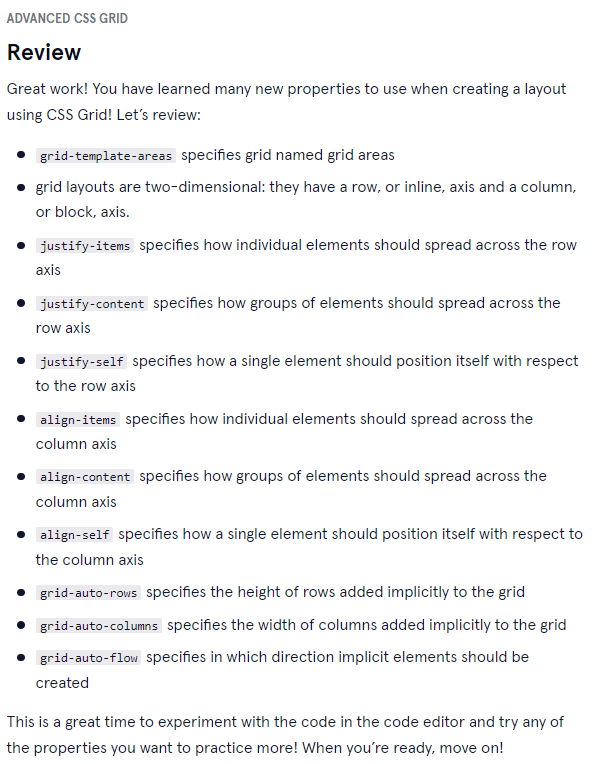 ADVANCED CSS GRID
Review
Great work! You have learned many new properties to use when creating a layout
using CSS Grid! Let’s review:
grid-template-areas specifies grid named grid areas
grid layouts are two-dimensional: they have a row, or inline, axis and a column,
or block, axis.
justify-items specifies how individual elements should spread across the row
axis
justify-content specifies how groups of elements should spread across the
row axis
justify-self specifies how a single element should position itself with respect
to the row axis
align-items specifies how individual elements should spread across the
column axis
align-content specifies how groups of elements should spread across the
column axis
align-self specifies how a single element should position itself with respect to
the column axis
grid-auto-rows specifies the height of rows added implicitly to the grid
grid-auto-columns specifies the width of columns added implicitly to the grid
grid-auto-flow specifies in which direction implicit elements should be
created
This is a great time to experiment with the code in the code editor and try any of
the properties you want to practice more! When you’re ready, move on!